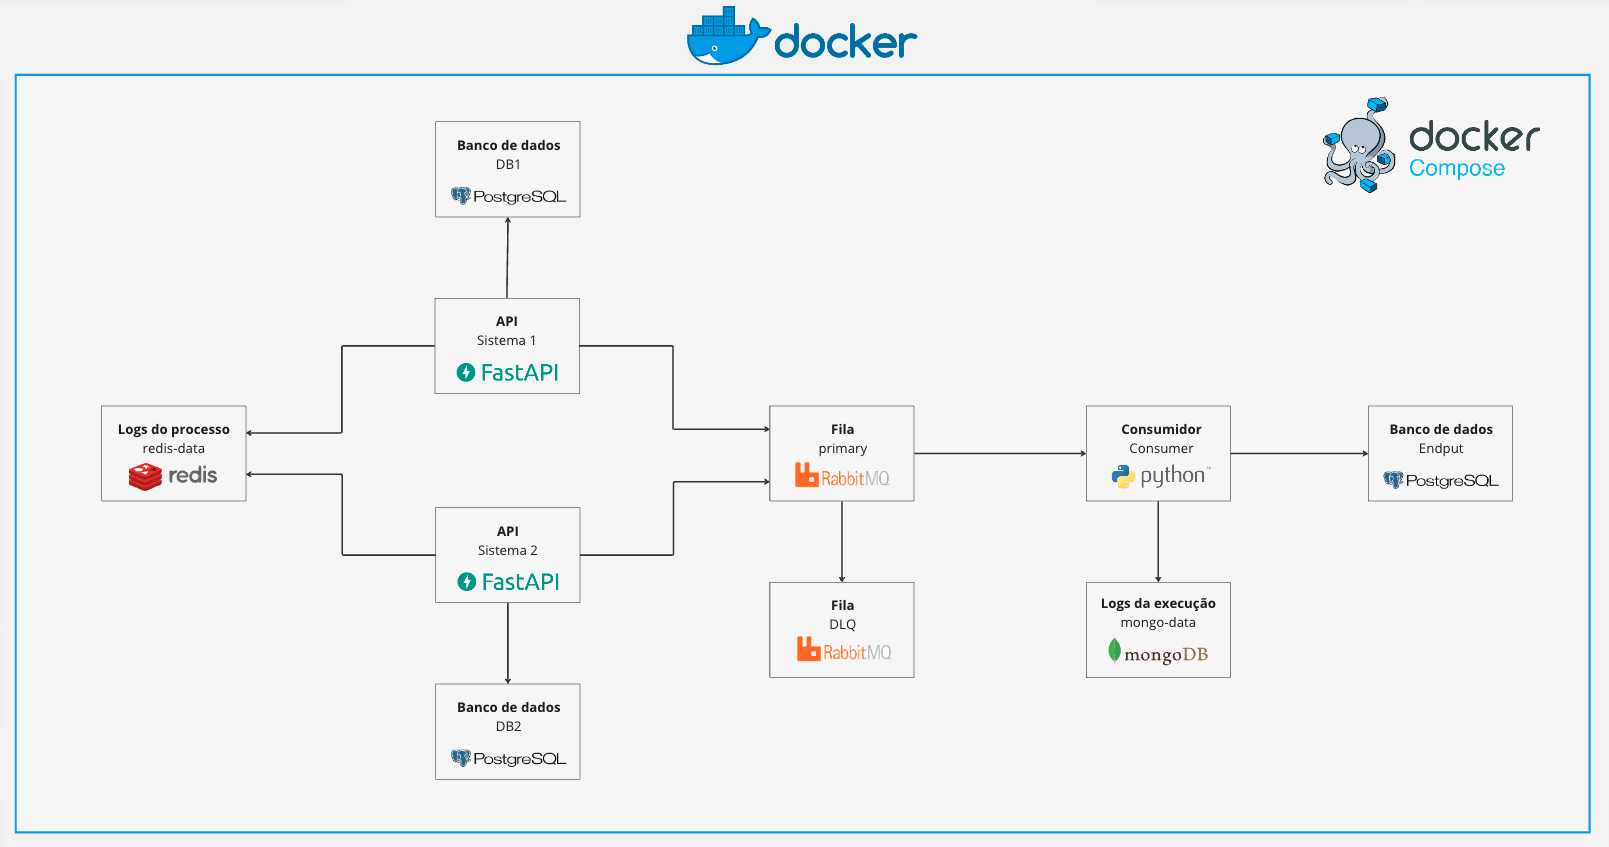 docker
docker
Compose
Banco de dados
DB1
PostgreSQL
API
Sistema 1
FastAPI
Logs do processo
redis-data
redis
Fila
primary
RabbitMQ
Consumidor
Consumer
python™
Banco de dados
Endput
PostgreSQL
API
Sistema 2
FastAPI
Fila
DLQ
RabbitMQ
Logs da execução
mongo-data
mongoDB
Banco de dados
DB2
PostgreSQL